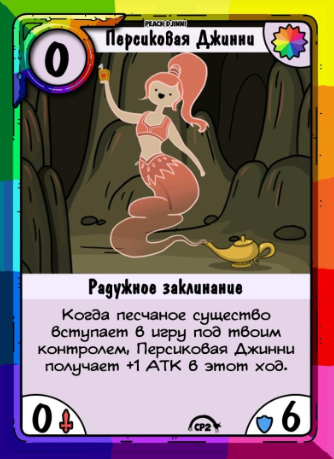 PEACH DJINNI
0 Персиковая Джинни
Радужное заклинание
Когда песчаное существо
вступает в игру под твоим
контролем, Персиковая Джинни
получает +1 АТК в этот ход.
0 CP2 6